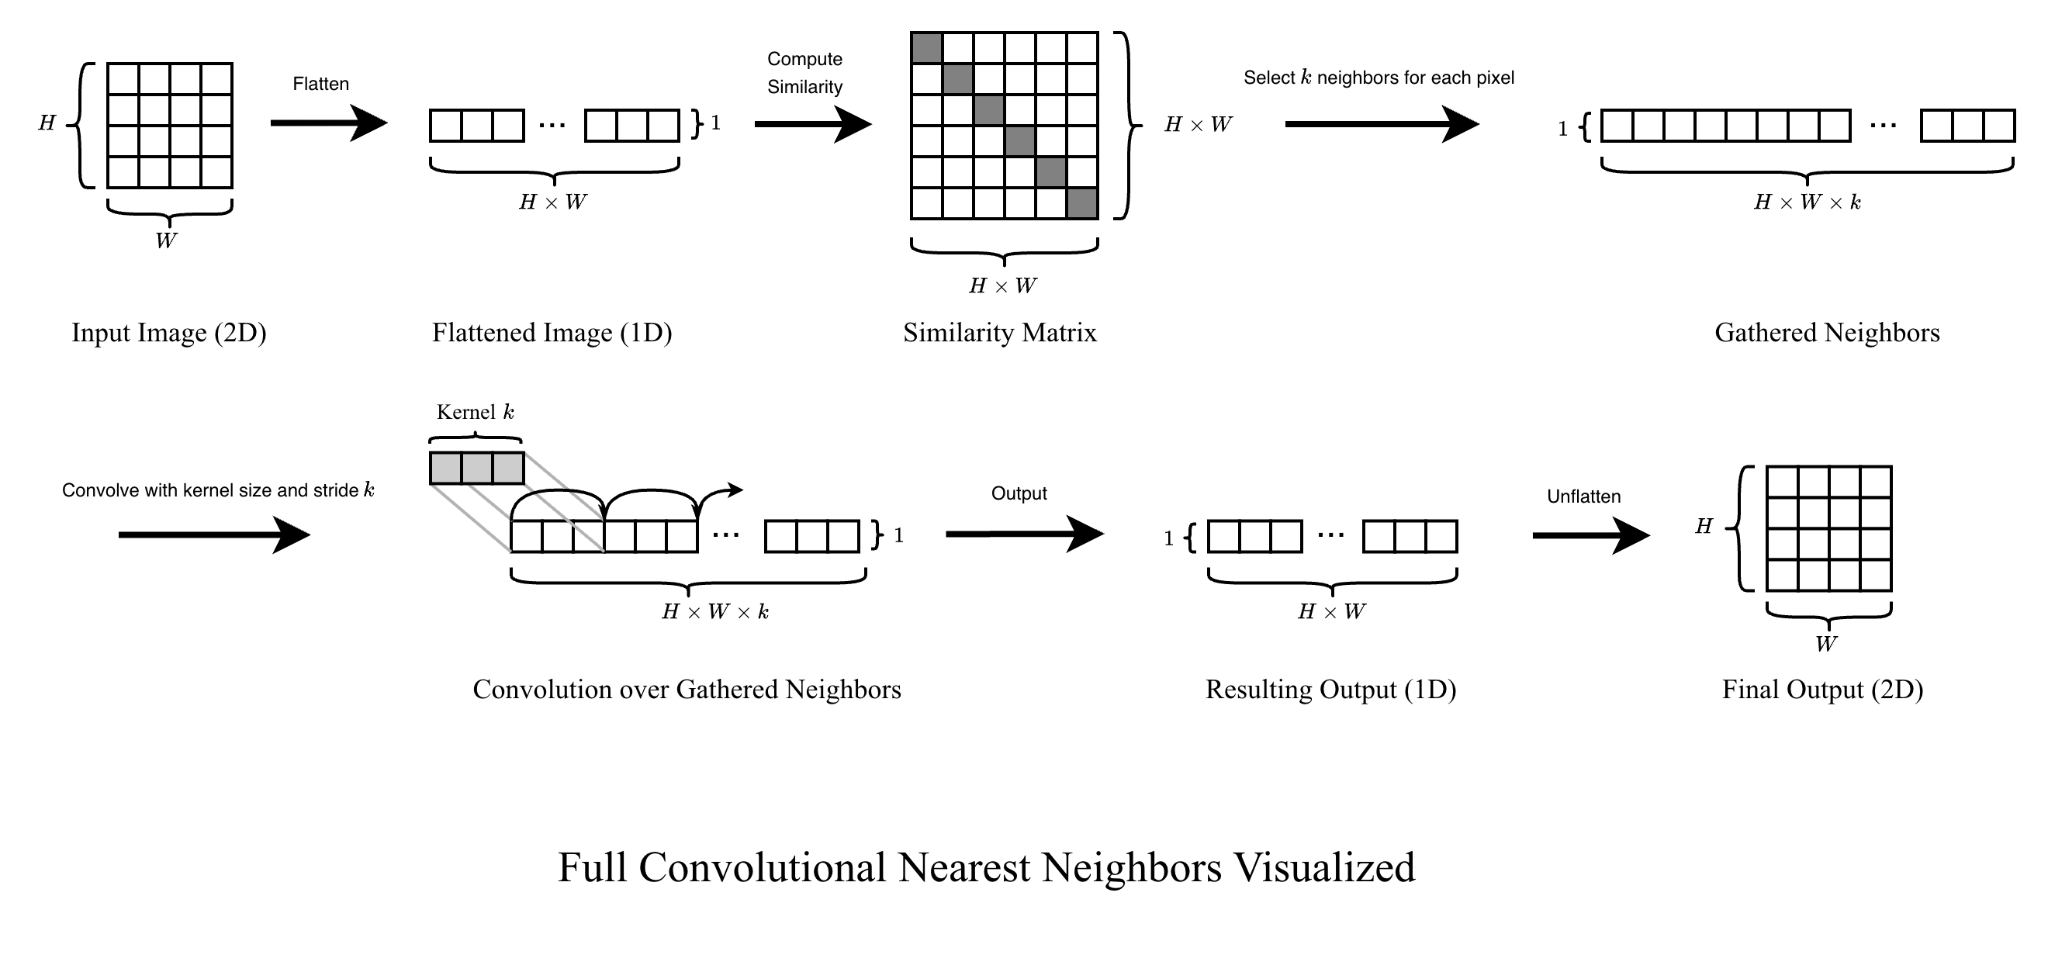 H
W
Input Image (2D)
Flatten
1
H × W
Flattened Image (1D)
Compute
Similarity
H × W
H × W
Similarity Matrix
Select k neighbors for each pixel
1
H × W × k
Gathered Neighbors
Convolve with kernel size and stride k
Kernel k
1
H × W × k
Convolution over Gathered Neighbors
Output
1
H × W
Resulting Output (1D)
Unflatten
H
W
Final Output (2D)
Full Convolutional Nearest Neighbors Visualized